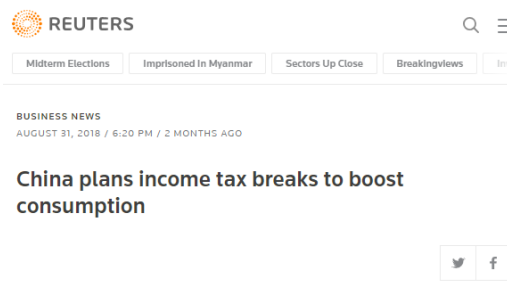 REUTERS
Midterm Elections Imprisoned In Myanmar Sectors Up Close Breakingviews
BUSINESS NEWS
AUGUST 31, 2018 / 6:20 PM / 2 MONTHS AGO
China plans income tax breaks to boost
consumption